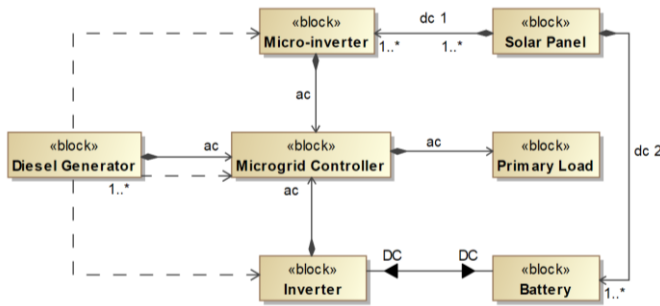 «block»
Micro-inverter
dc 1
1..*
1..*
«block»
Solar Panel
ac
dc 2
«block»
Diesel Generator
1..*
ac
«block»
Microgrid Controller
ac
«block»
Primary Load
ac
«block»
Inverter
DC
DC
«block»
Battery
1..*